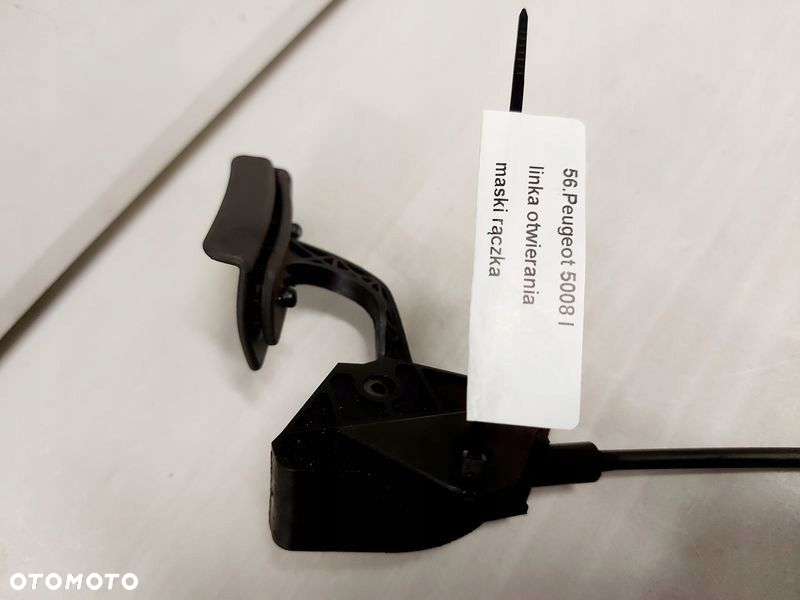 56.Peugeot 5008 I
linka otwierania
maski rączka
OTOMOTO